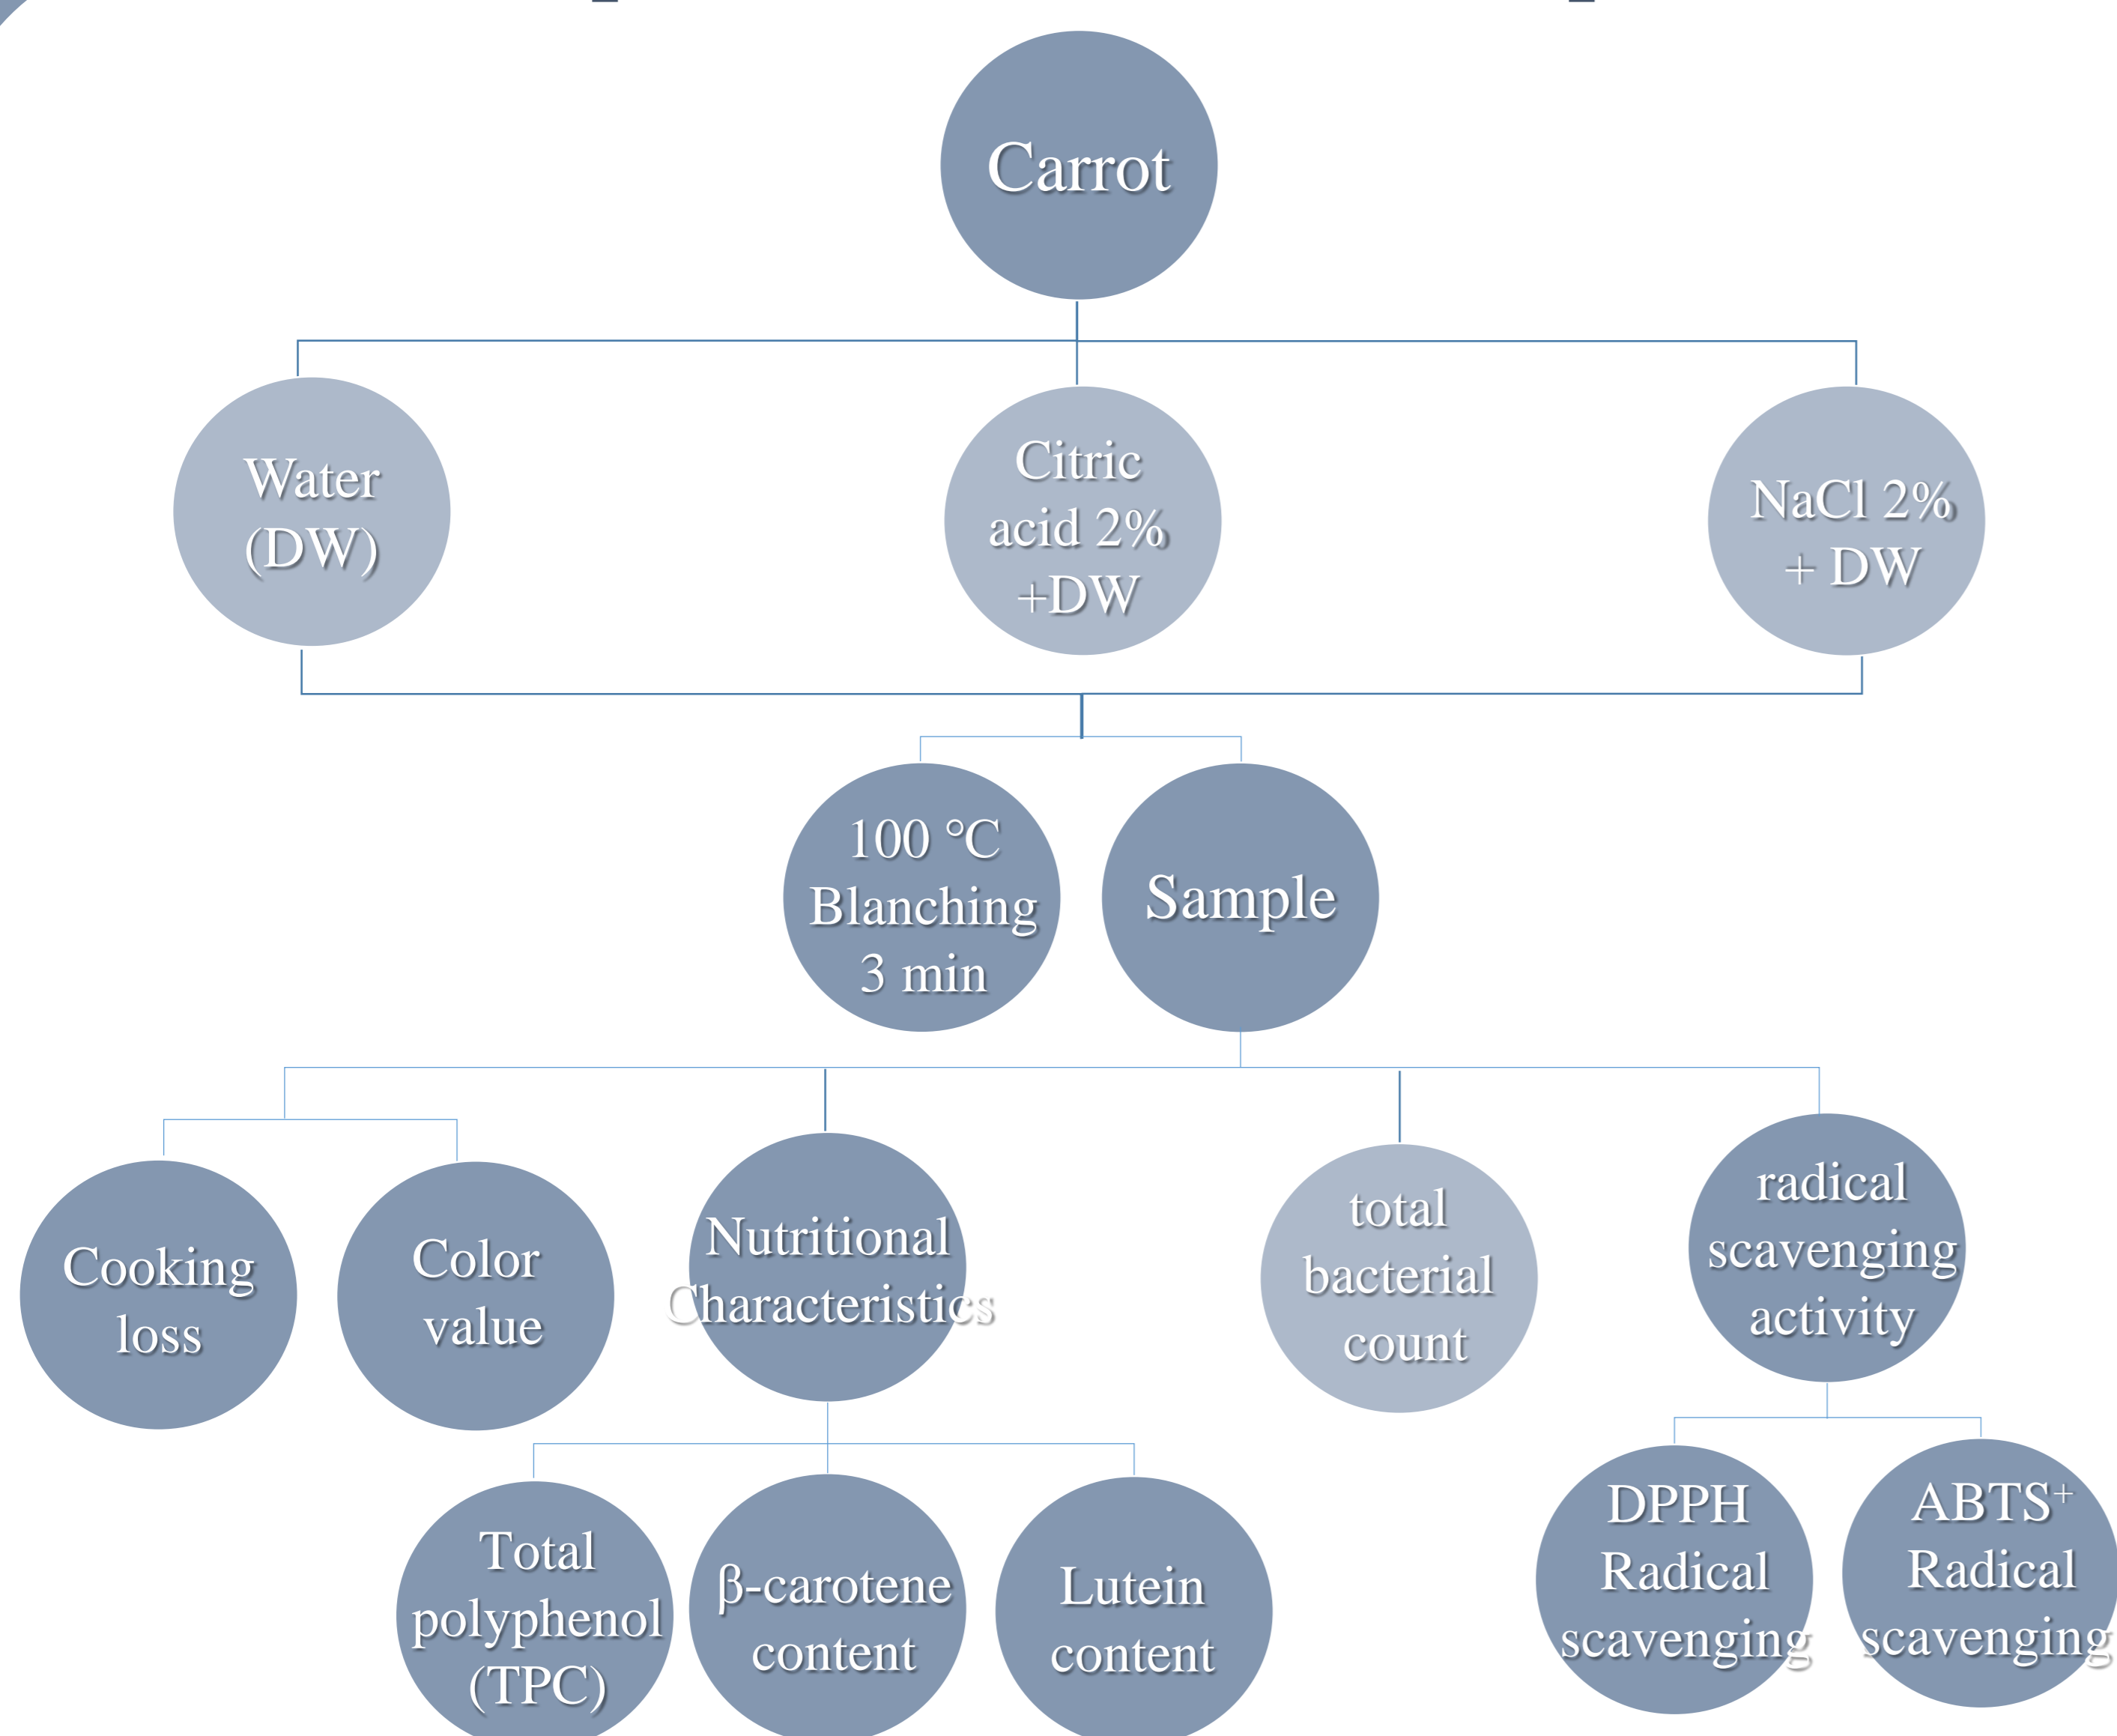 Carrot
Water
(DW)
Citric
acid 2%
+DW
NaCl 2%
+ DW
100 °C
Blanching
3 min
Sample
Cooking
loss
Color
value
Nutritional
Characteristics
total
bacterial
count
radical
scavenging
activity
Total
polyphenol
(TPC)
β-carotene
content
Lutein
content
DPPH
Radical
scavenging
ABTS⁺
Radical
scavenging